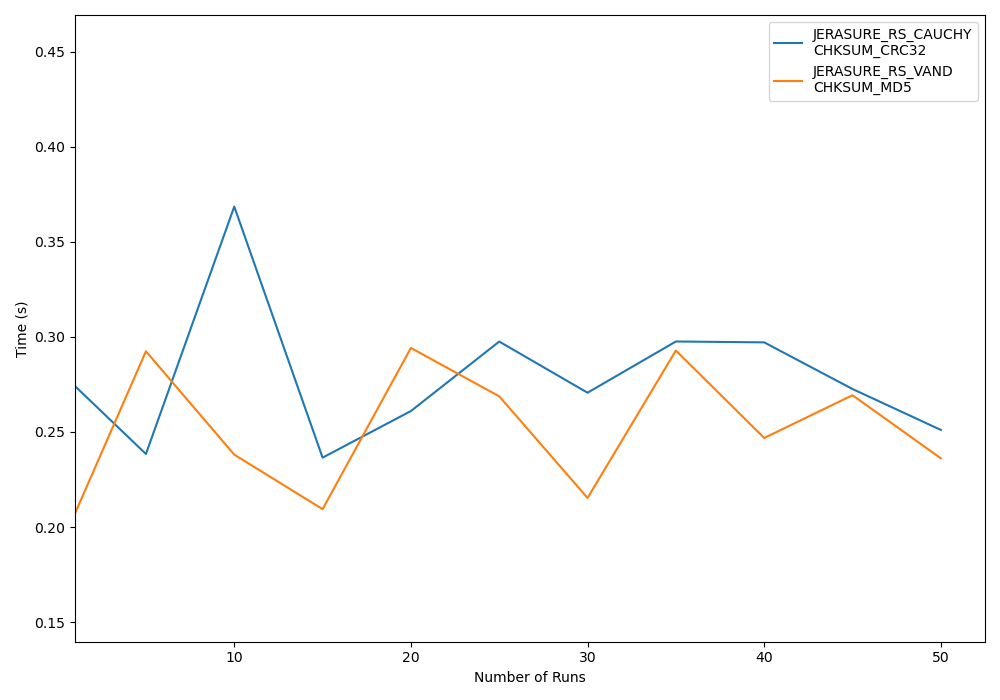 JERASURE_RS_CAUCHY
CHKSUM_CRC32
JERASURE_RS_VAND
CHKSUM_MD5
0.45
0.40
0.35
0.30
0.25
0.20
0.15
Time (s)
10 20 30 40 50
Number of Runs